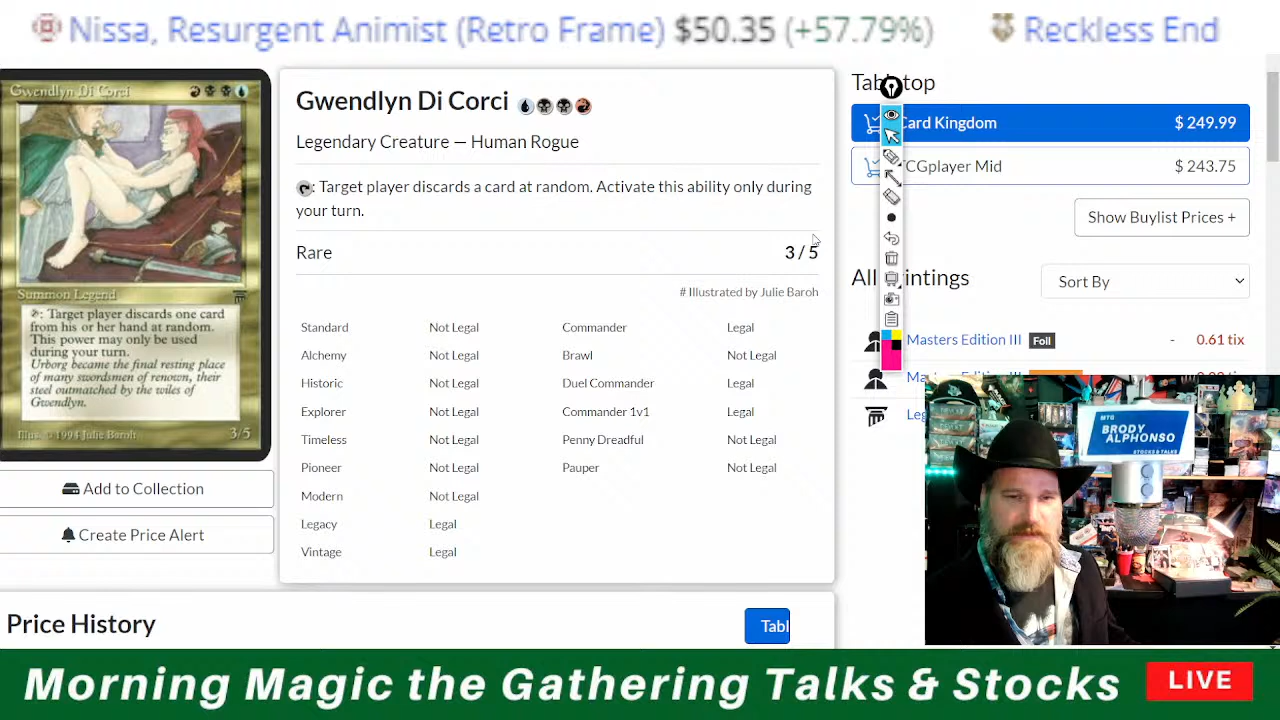 Nissa, Resurgent Animist (Retro Frame) $50.35 (+57.79%) Reckless End
Gwendlyn Di Corci
Summon Legend
: Target player discards one card
from his or her hand at random.
This power may only be used
during your turn.
Urborg became the final resting place
of many swordsmen of renown, their
steel outmatched by the wiles of
Gwendlyn.
Illus. © 1994 Julie Baroh
3/5
Add to Collection
Create Price Alert
Gwendlyn Di Corci
Legendary Creature — Human Rogue
: Target player discards a card at random. Activate this ability only during
your turn.
Rare 3 / 5
# Illustrated by Julie Baroh
Standard Not Legal Commander Legal
Alchemy Not Legal Brawl Not Legal
Historic Not Legal Duel Commander Legal
Explorer Not Legal Commander 1v1 Legal
Timeless Not Legal Penny Dreadful Not Legal
Pioneer Not Legal Pauper Not Legal
Modern Not Legal
Legacy Legal
Vintage Legal
Price History
Tabl
Card Kingdom $ 249.99
CGplayer Mid $ 243.75
Show Buylist Prices +
Sort By
Masters Edition III Foil - 0.61 tix
Leg
MTG
BRODY
ALPHONSO
STOCKS & TALKS
Morning Magic the Gathering Talks & Stocks
LIVE